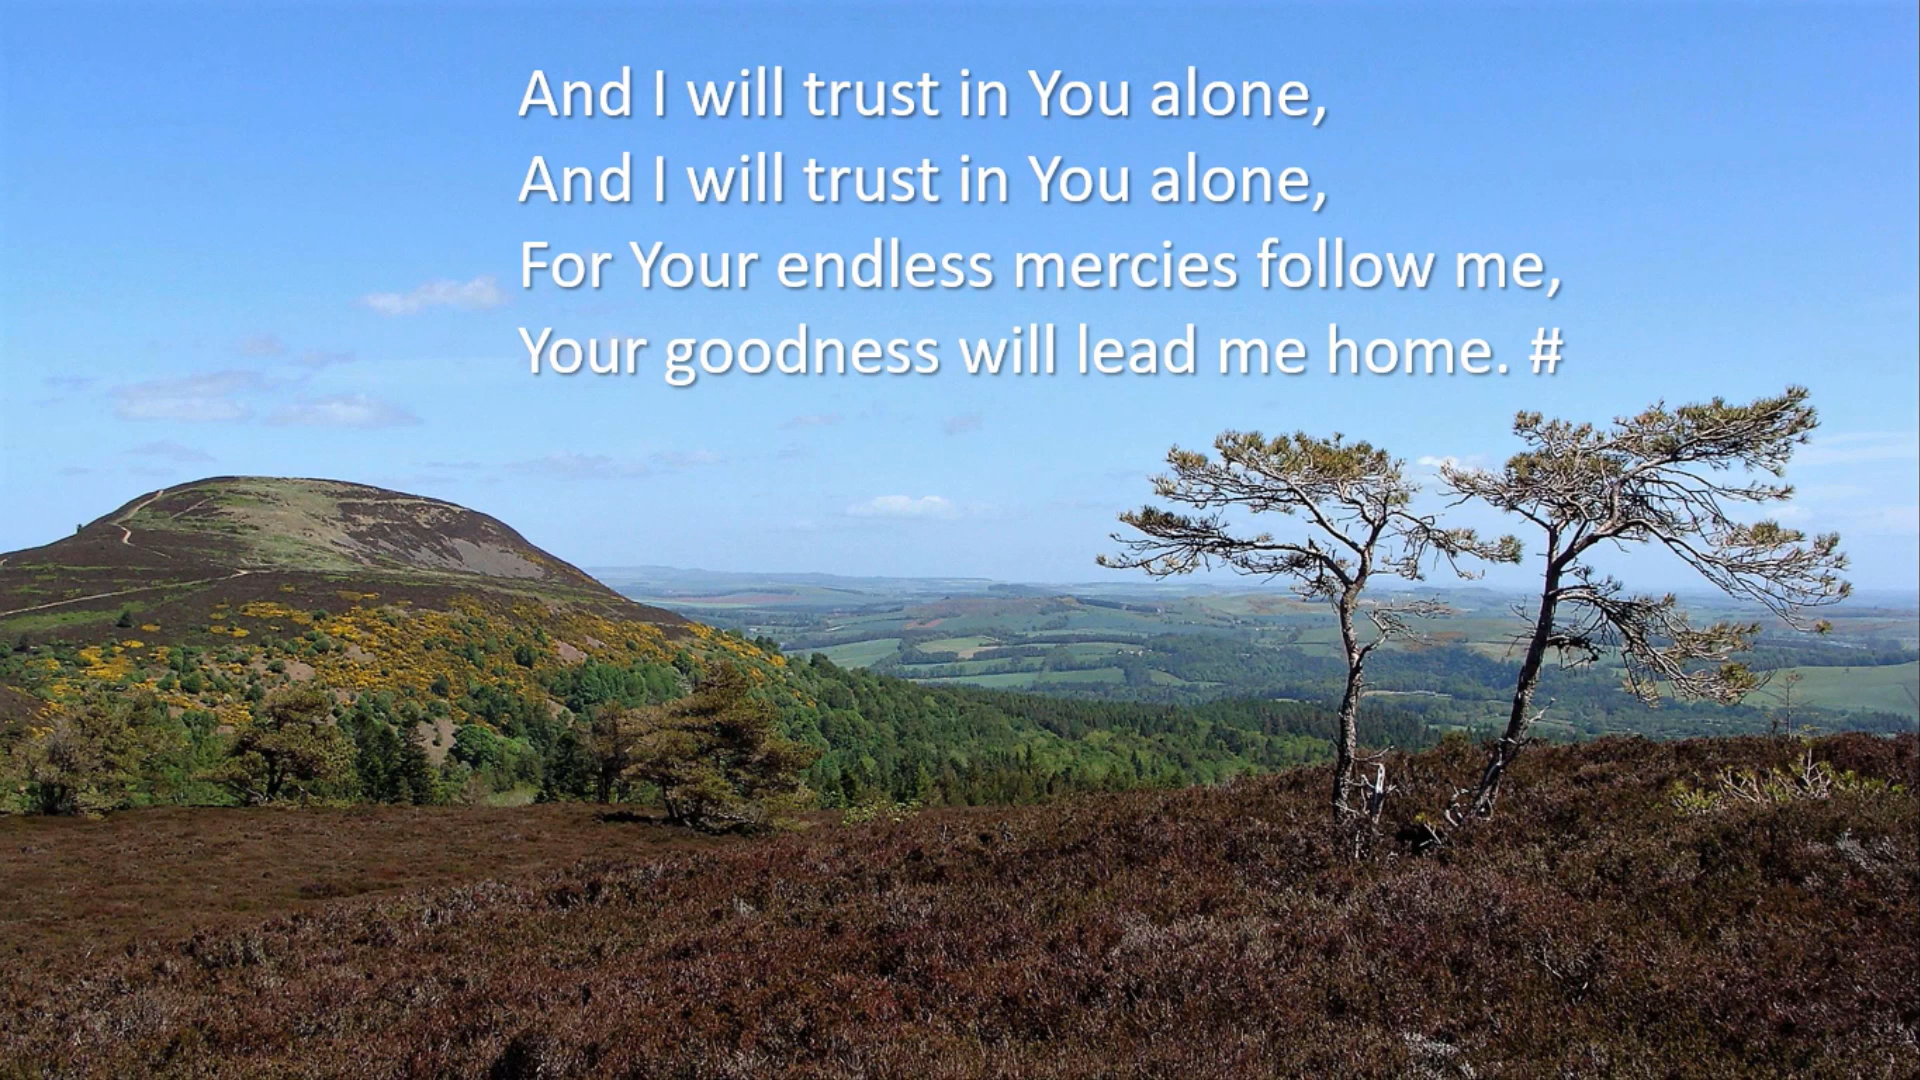 And I will trust in You alone,
And I will trust in You alone,
For Your endless mercies follow me,
Your goodness will lead me home. #